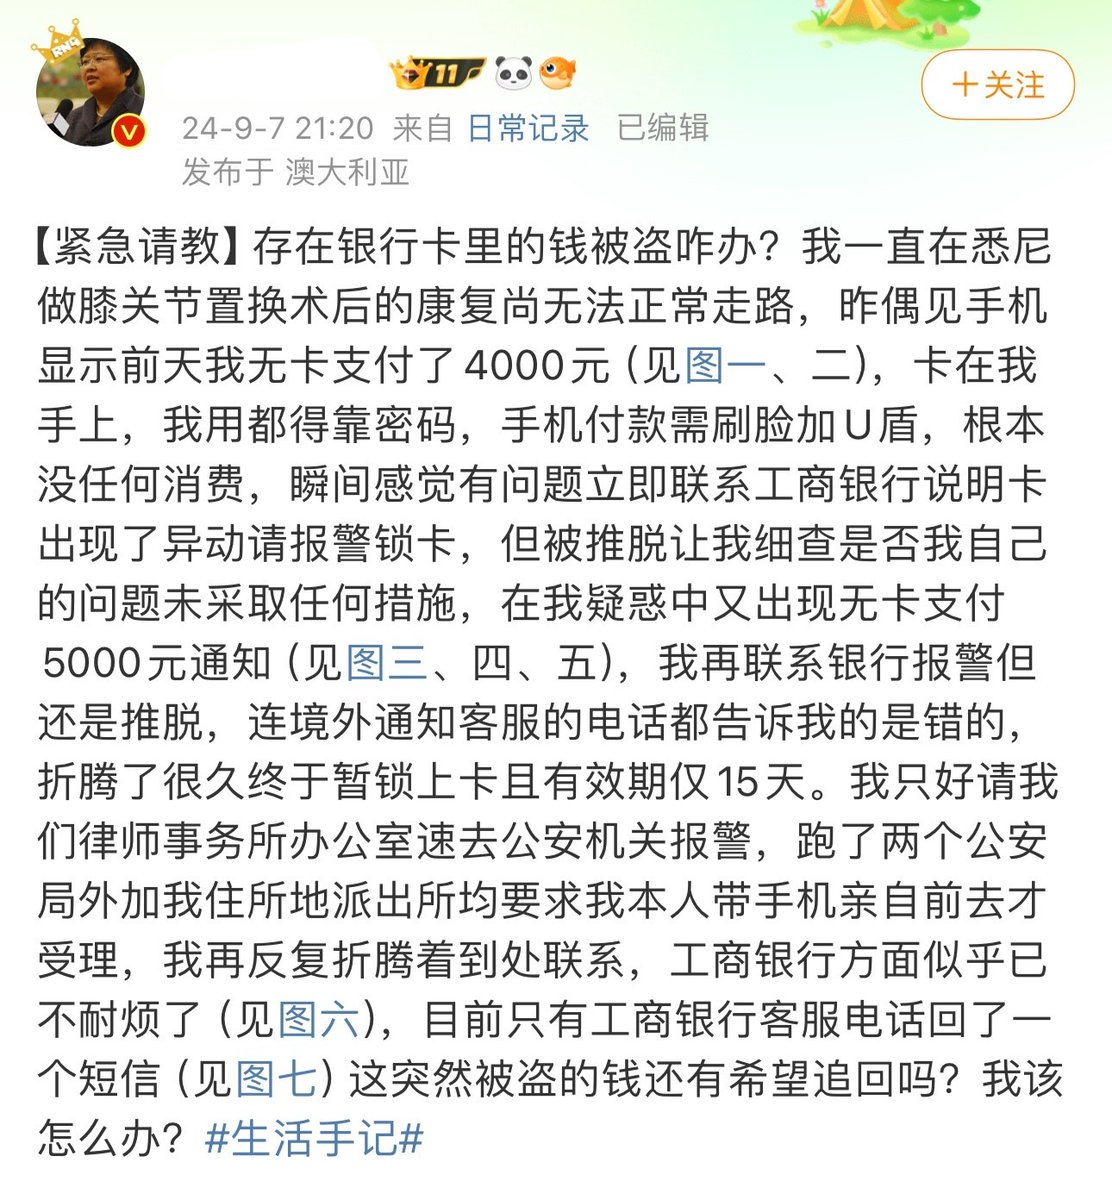 RNG
11
+关注
24-9-7 21:20 来自 日常记录 已编辑
发布于 澳大利亚
【紧急请教】存在银行卡里的钱被盗咋办？我一直在悉尼
做膝关节置换术后的康复尚无法正常走路，昨偶见手机
显示前天我无卡支付了4000元（见图一、二），卡在我
手上，我用都得靠密码，手机付款需刷脸加U盾，根本
没任何消费，瞬间感觉有问题立即联系工商银行说明卡
出现了异动请报警锁卡，但被推脱让我细查是否我自己
的问题未采取任何措施，在我疑惑中又出现无卡支付
5000元通知（见图三、四、五），我再联系银行报警但
还是推脱，连境外通知客服的电话都告诉我的是错的，
折腾了很久终于暂锁上卡且有效期仅15天。我只好请我
们律师事务所办公室速去公安机关报警，跑了两个公安
局外加我住所地派出所均要求我本人带手机亲自前去才
受理，我再反复折腾着到处联系，工商银行方面似乎已
不耐烦了（见图六），目前只有工商银行客服电话回了一
个短信（见图七）这突然被盗的钱还有希望追回吗？我该
怎么办？#生活手记#